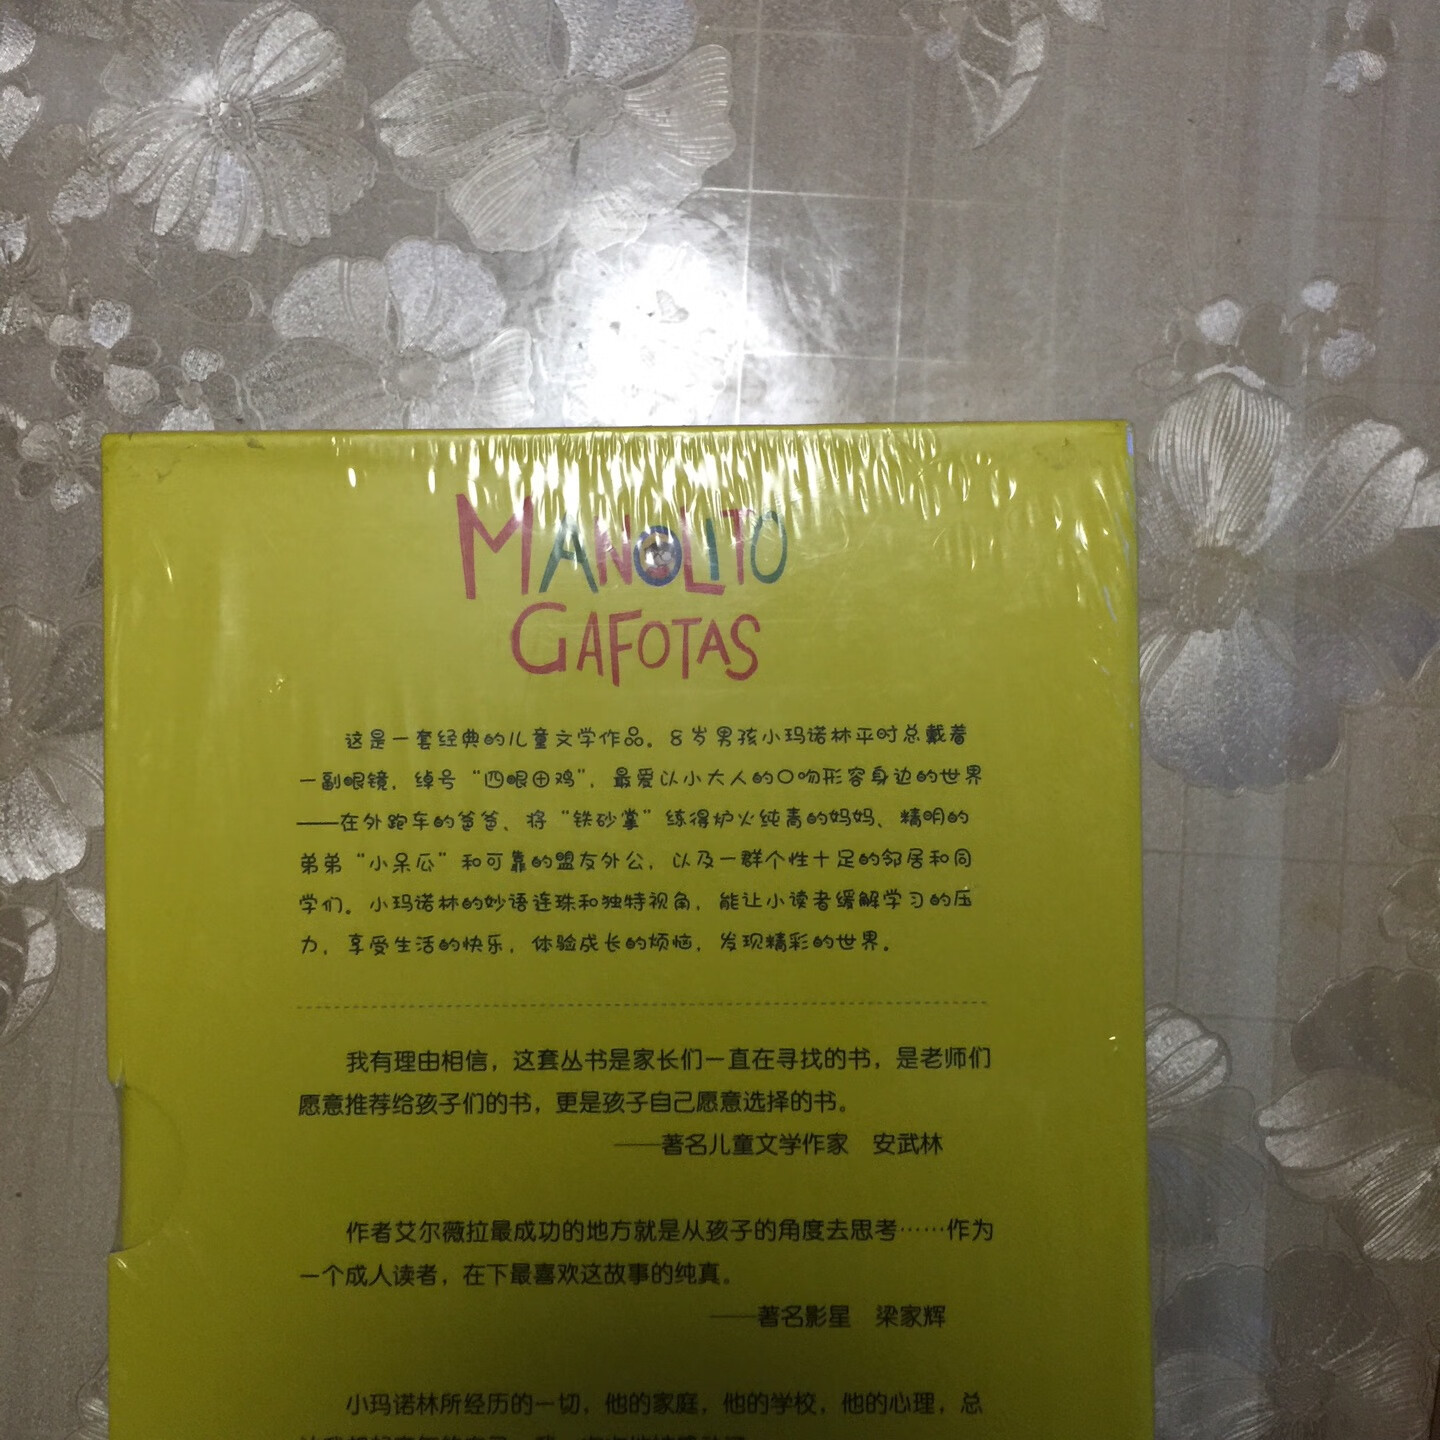 MANOLITO
GAFOTAS
这是一套经典的儿童文学作品。8岁男孩小玛诺林平时总戴着
一副眼镜，绰号“四眼田鸡”，最爱以小大人的口吻形容身边的世界
——在外跑车的爸爸、将“铁砂掌”练得炉火纯青的妈妈、精明的
弟弟“小呆瓜”和可靠的盟友外公，以及一群个性十足的邻居和同
学们。小玛诺林的妙语连珠和独特视角，能让小读者缓解学习的压
力，享受生活的快乐，体验成长的烦恼，发现精彩的世界。
我有理由相信，这套丛书是家长们一直在寻找的书，是老师们
愿意推荐给孩子们的书，更是孩子自己愿意选择的书。
——著名儿童文学作家　安武林
作者艾尔薇拉最成功的地方就是从孩子的角度去思考……作为
一个成人读者，在下最喜欢这故事的纯真。
——著名影星　梁家辉
小玛诺林所经历的一切，他的家庭，他的学校，他的心理，总